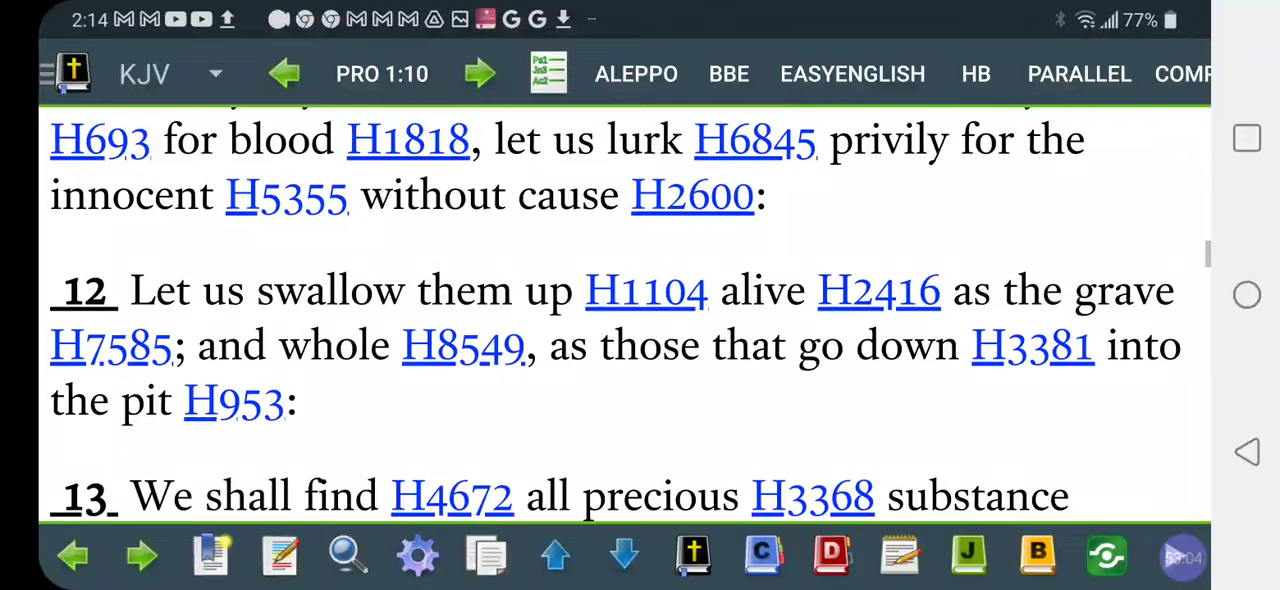 2:14 77%
KJV PRO 1:10 ALEPPO BBE EASYENGLISH HB PARALLEL COMP
H693 for blood H1818, let us lurk H6845 privily for the
innocent H5355 without cause H2600:
12 Let us swallow them up H1104 alive H2416 as the grave
H7585; and whole H8549, as those that go down H3381 into
the pit H953:
13 We shall find H4672 all precious H3368 substance
C D J B